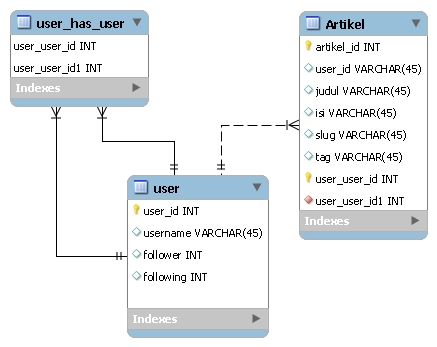 user_has_user
user_user_id INT
user_user_id1 INT
Indexes
Artikel
artikel_id INT
user_id VARCHAR(45)
judul VARCHAR(45)
isi VARCHAR(45)
slug VARCHAR(45)
tag VARCHAR(45)
user_user_id INT
user_user_id1 INT
Indexes
user
user_id INT
username VARCHAR(45)
follower INT
following INT
Indexes